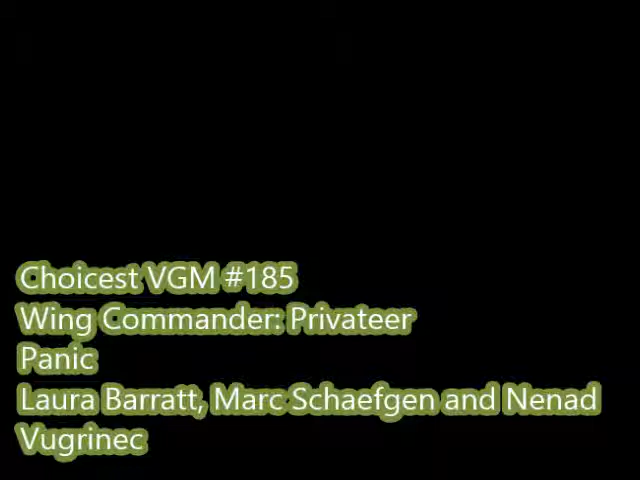 Choicest VGM #185
Wing Commander: Privateer
Panic
Laura Barratt, Marc Schaefgen and Nenad
Vugrinec